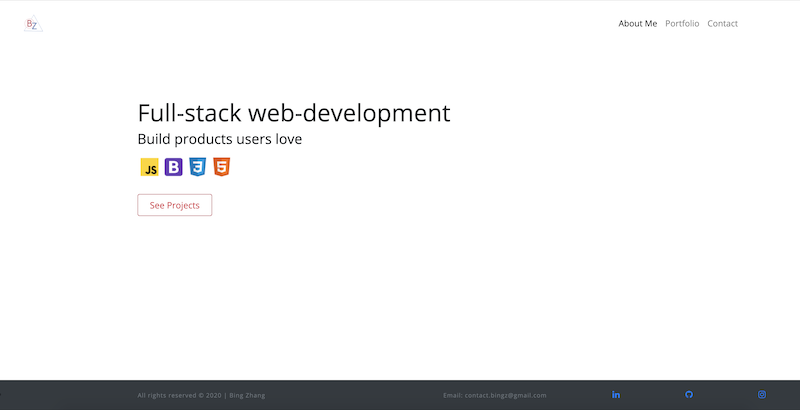 BZ
About Me Portfolio Contact
Full-stack web-development
Build products users love
JS B 3 5
See Projects
All rights reserved © 2020 | Bing Zhang Email: contact.bingz@gmail.com in